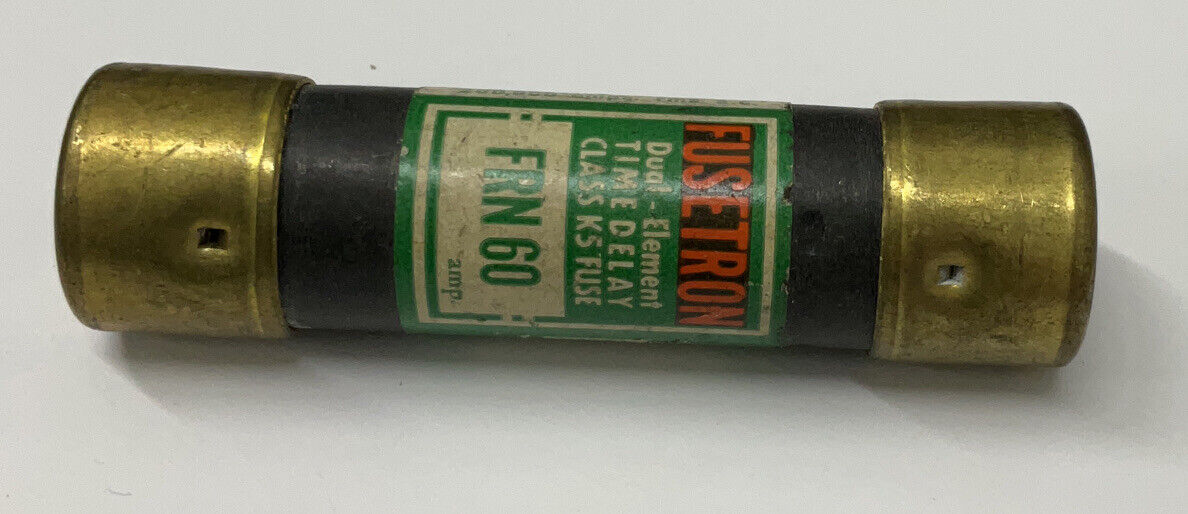 FUSETRON
Dual-Element
TIME DELAY
CLASS K5 FUSE
FRN 60
amp.